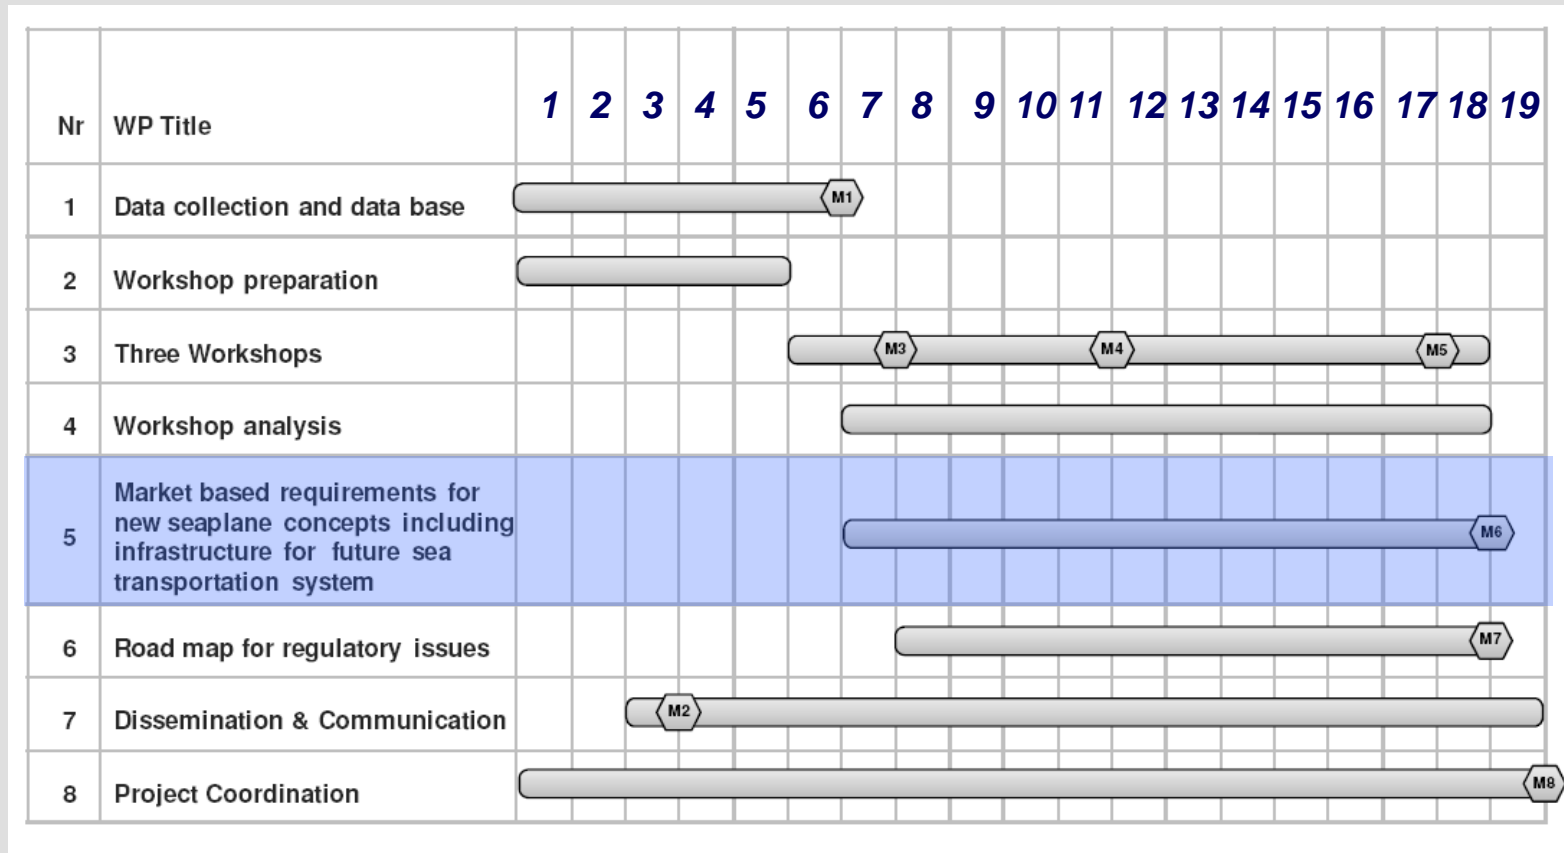 Nr WP Title 1 2 3 4 5 6 7 8 9 10 11 12 13 14 15 16 17 18 19
1 Data collection and data base M1
2 Workshop preparation
3 Three Workshops M3 M4 M5
4 Workshop analysis
Market based requirements for
new seaplane concepts including
5 infrastructure for future sea M6
transportation system
6 Road map for regulatory issues M7
7 Dissemination & Communication M2
8 Project Coordination M8